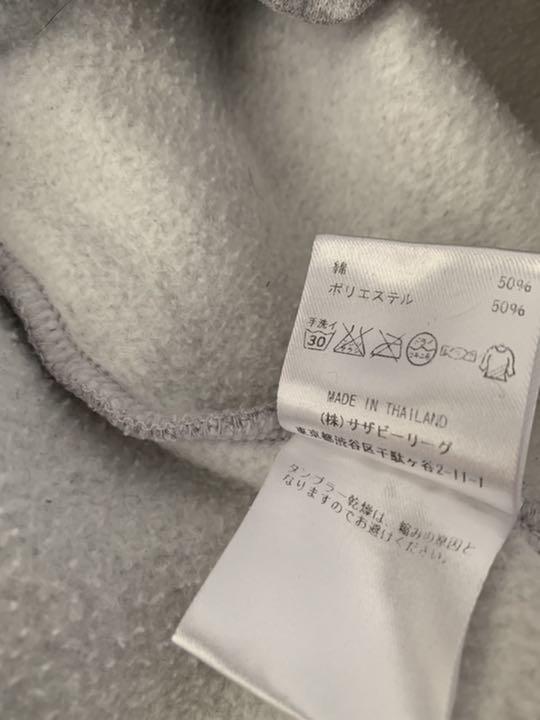 綿 50%
ポリエステル 50%
手洗イ
30
MADE IN THAILAND
(株)サザビーリーグ
東京都渋谷区千駄ヶ谷2-11-1
タンブラー乾燥は、縮みの原因と
なりますのでお避けください。